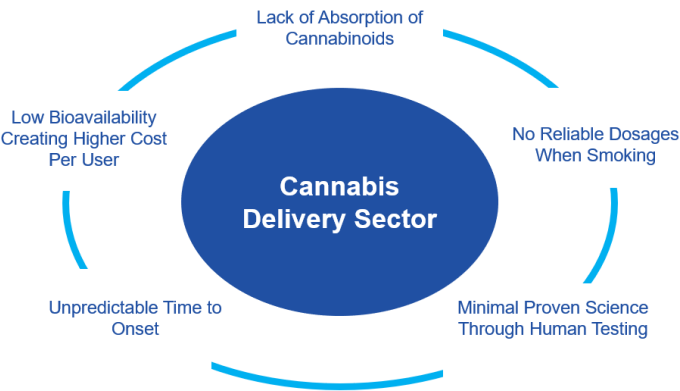 Lack of Absorption of
Cannabinoids
No Reliable Dosages
When Smoking
Minimal Proven Science
Through Human Testing
Unpredictable Time to
Onset
Low Bioavailability
Creating Higher Cost
Per User
Cannabis
Delivery Sector